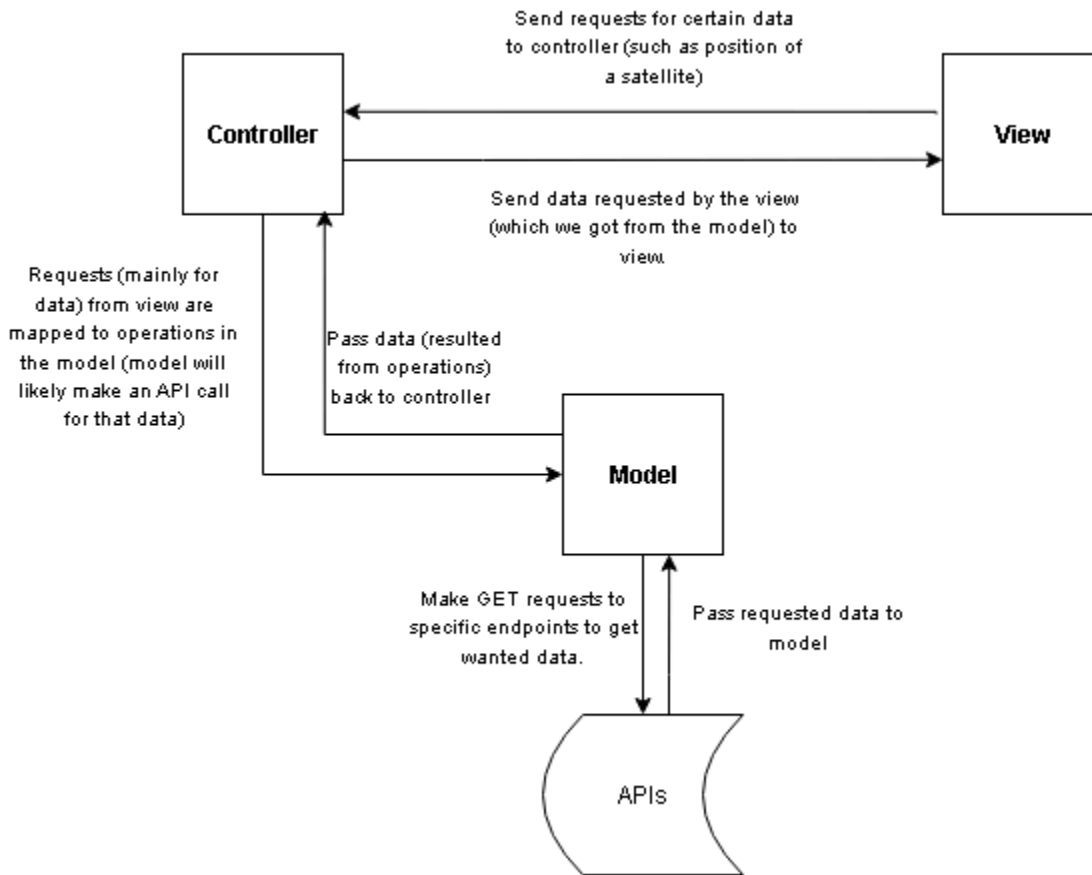 Send requests for certain data
to controller (such as position of
a satellite)
Controller
View
Send data requested by the view
(which we got from the model) to
view.
Requests (mainly for
data) from view are
mapped to operations in
the model (model will
likely make an API call
for that data)
Pass data (resulted
from operations)
back to controller
Model
Make GET requests to
specific endpoints to get
wanted data.
Pass requested data to
model
APIs